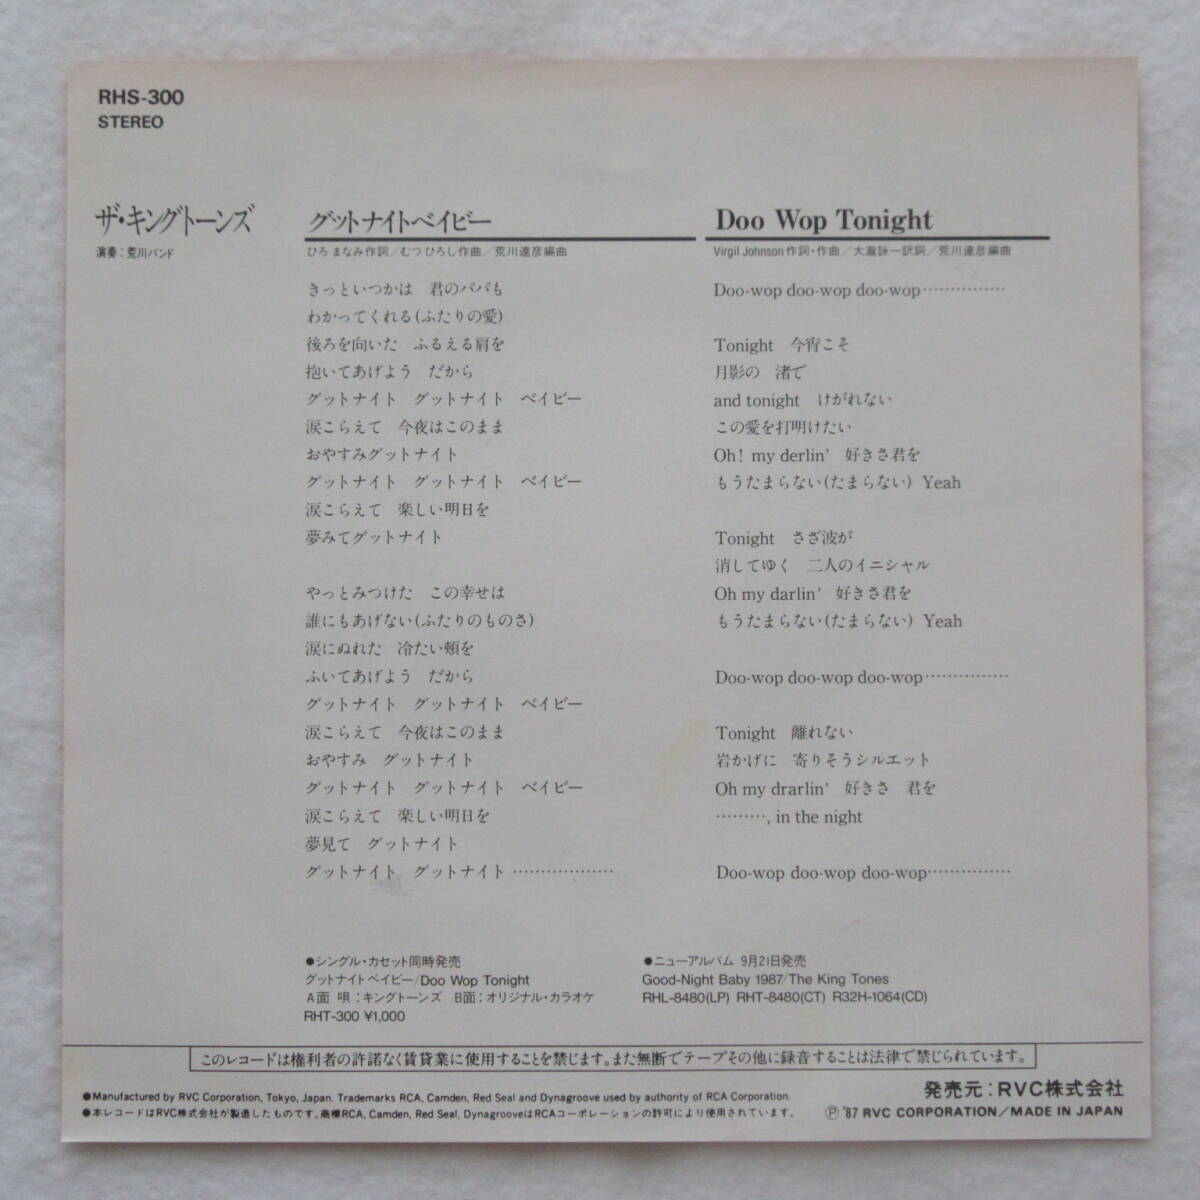 RHS-300
STEREO
ザ・キングトーンズ
演奏：荒川バンド
グットナイトベイビー
ひろ まなみ作詞／むつ ひろし作曲／荒川達彦編曲
きっといつかは　君のパパも
わかってくれる(ふたりの愛)
後ろを向いた　ふるえる肩を
抱いてあげよう　だから
グットナイト　グットナイト　ベイビー
涙こらえて　今夜はこのまま
おやすみグットナイト
グットナイト　グットナイト　ベイビー
涙こらえて　楽しい明日を
夢みてグットナイト
やっとみつけた　この幸せは
誰にもあげない(ふたりのものさ)
涙にぬれた　冷たい頬を
ふいてあげよう　だから
グットナイト　グットナイト　ベイビー
涙こらえて　今夜はこのまま
おやすみ　グットナイト
グットナイト　グットナイト　ベイビー
涙こらえて　楽しい明日を
夢見て　グットナイト
グットナイト　グットナイト………………
Doo Wop Tonight
Virgil Johnson作詞・作曲／大瀧詠一訳詞／荒川達彦編曲
Doo-wop doo-wop doo-wop……………
Tonight　今宵こそ
月影の　渚で
and tonight　けがれない
この愛を打明けたい
Oh! my derlin'　好きさ君を
もうたまらない(たまらない) Yeah
Tonight　さざ波が
消してゆく　二人のイニシャル
Oh my darlin'　好きさ君を
もうたまらない(たまらない) Yeah
Doo-wop doo-wop doo-wop……………
Tonight　離れない
岩かげに　寄りそうシルエット
Oh my drarlin'　好きさ　君を
………, in the night
Doo-wop doo-wop doo-wop……………
●シングル・カセット同時発売
グットナイトベイビー/Doo Wop Tonight
A面　唄：キングトーンズ　B面：オリジナル・カラオケ
RHT-300 ¥1,000
●ニューアルバム 9月21日発売
Good-Night Baby 1987/The King Tones
RHL-8480(LP) RHT-8480(CT) R32H-1064(CD)
このレコードは権利者の許諾なく賃貸業に使用することを禁じます。また無断でテープその他に録音することは法律で禁じられています。
●Manufactured by RVC Corporation, Tokyo, Japan. Trademarks RCA, Camden, Red Seal and Dynagroove used by authority of RCA Corporation.
●本レコードはRVC株式会社が製造したものです。商標RCA, Camden, Red Seal, DynagrooveはRCAコーポレーションの許可により使用されています。
発売元：RVC株式会社
Ⓟ '87 RVC CORPORATION／MADE IN JAPAN